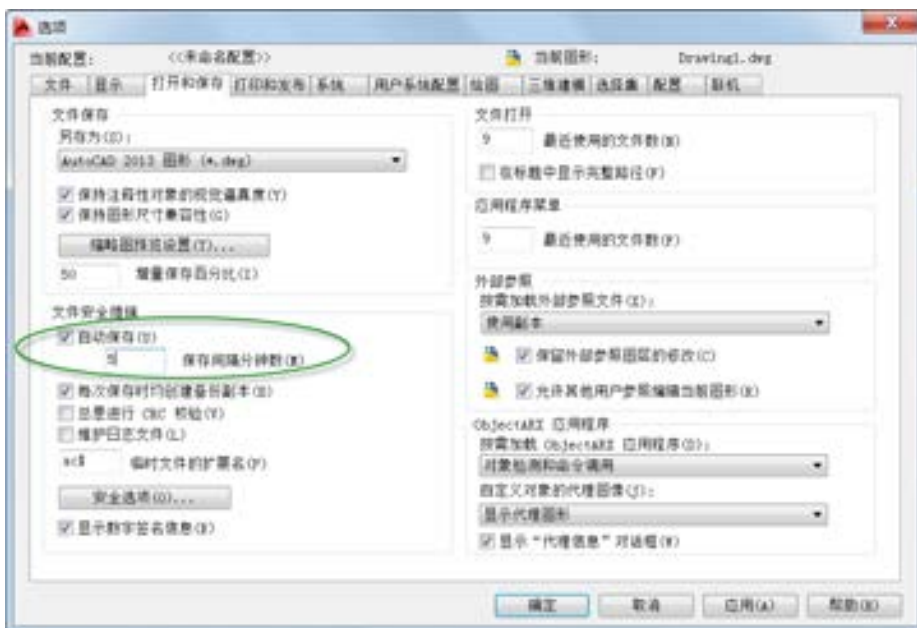 选项
当前配置: <<未命名配置>> 当前图形: Drawing1.dwg
文件 显示 打开和保存 打印和发布 系统 用户系统配置 绘图 三维建模 选择集 配置 联机
文件保存
另存为(S):
AutoCAD 2013 图形 (*.dwg)
保持注释性对象的视觉逼真度(Y)
保持图形尺寸兼容性(G)
缩略图预览设置(T)...
50 增量保存百分比(I)
文件安全措施
自动保存(U)
5 保存间隔分钟数(M)
每次保存时均创建备份副本(B)
总要进行 CRC 校验(V)
维护日志文件(L)
ac$ 临时文件的扩展名(P)
安全选项(O)...
显示数字签名信息(E)
文件打开
9 最近使用的文件数(N)
在标题中显示完整路径(F)
应用程序菜单
9 最近使用的文件数(F)
外部参照
按需加载外部参照文件(X):
使用副本
保留外部参照图层的修改(C)
允许其他用户参照编辑当前图形(R)
ObjectARX 应用程序
按需加载 ObjectARX 应用程序(D):
对象检测和命令调用
自定义对象的代理图像(J):
显示代理图形
显示“代理信息”对话框(W)
确定 取消 应用(A) 帮助(H)